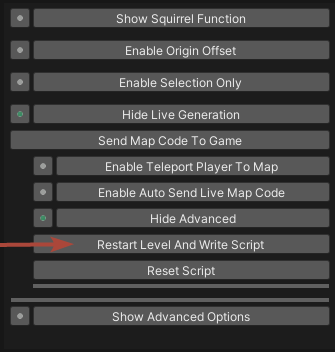 Show Squirrel Function
Enable Origin Offset
Enable Selection Only
Hide Live Generation
Send Map Code To Game
Enable Teleport Player To Map
Enable Auto Send Live Map Code
Hide Advanced
Restart Level And Write Script
Reset Script
Show Advanced Options